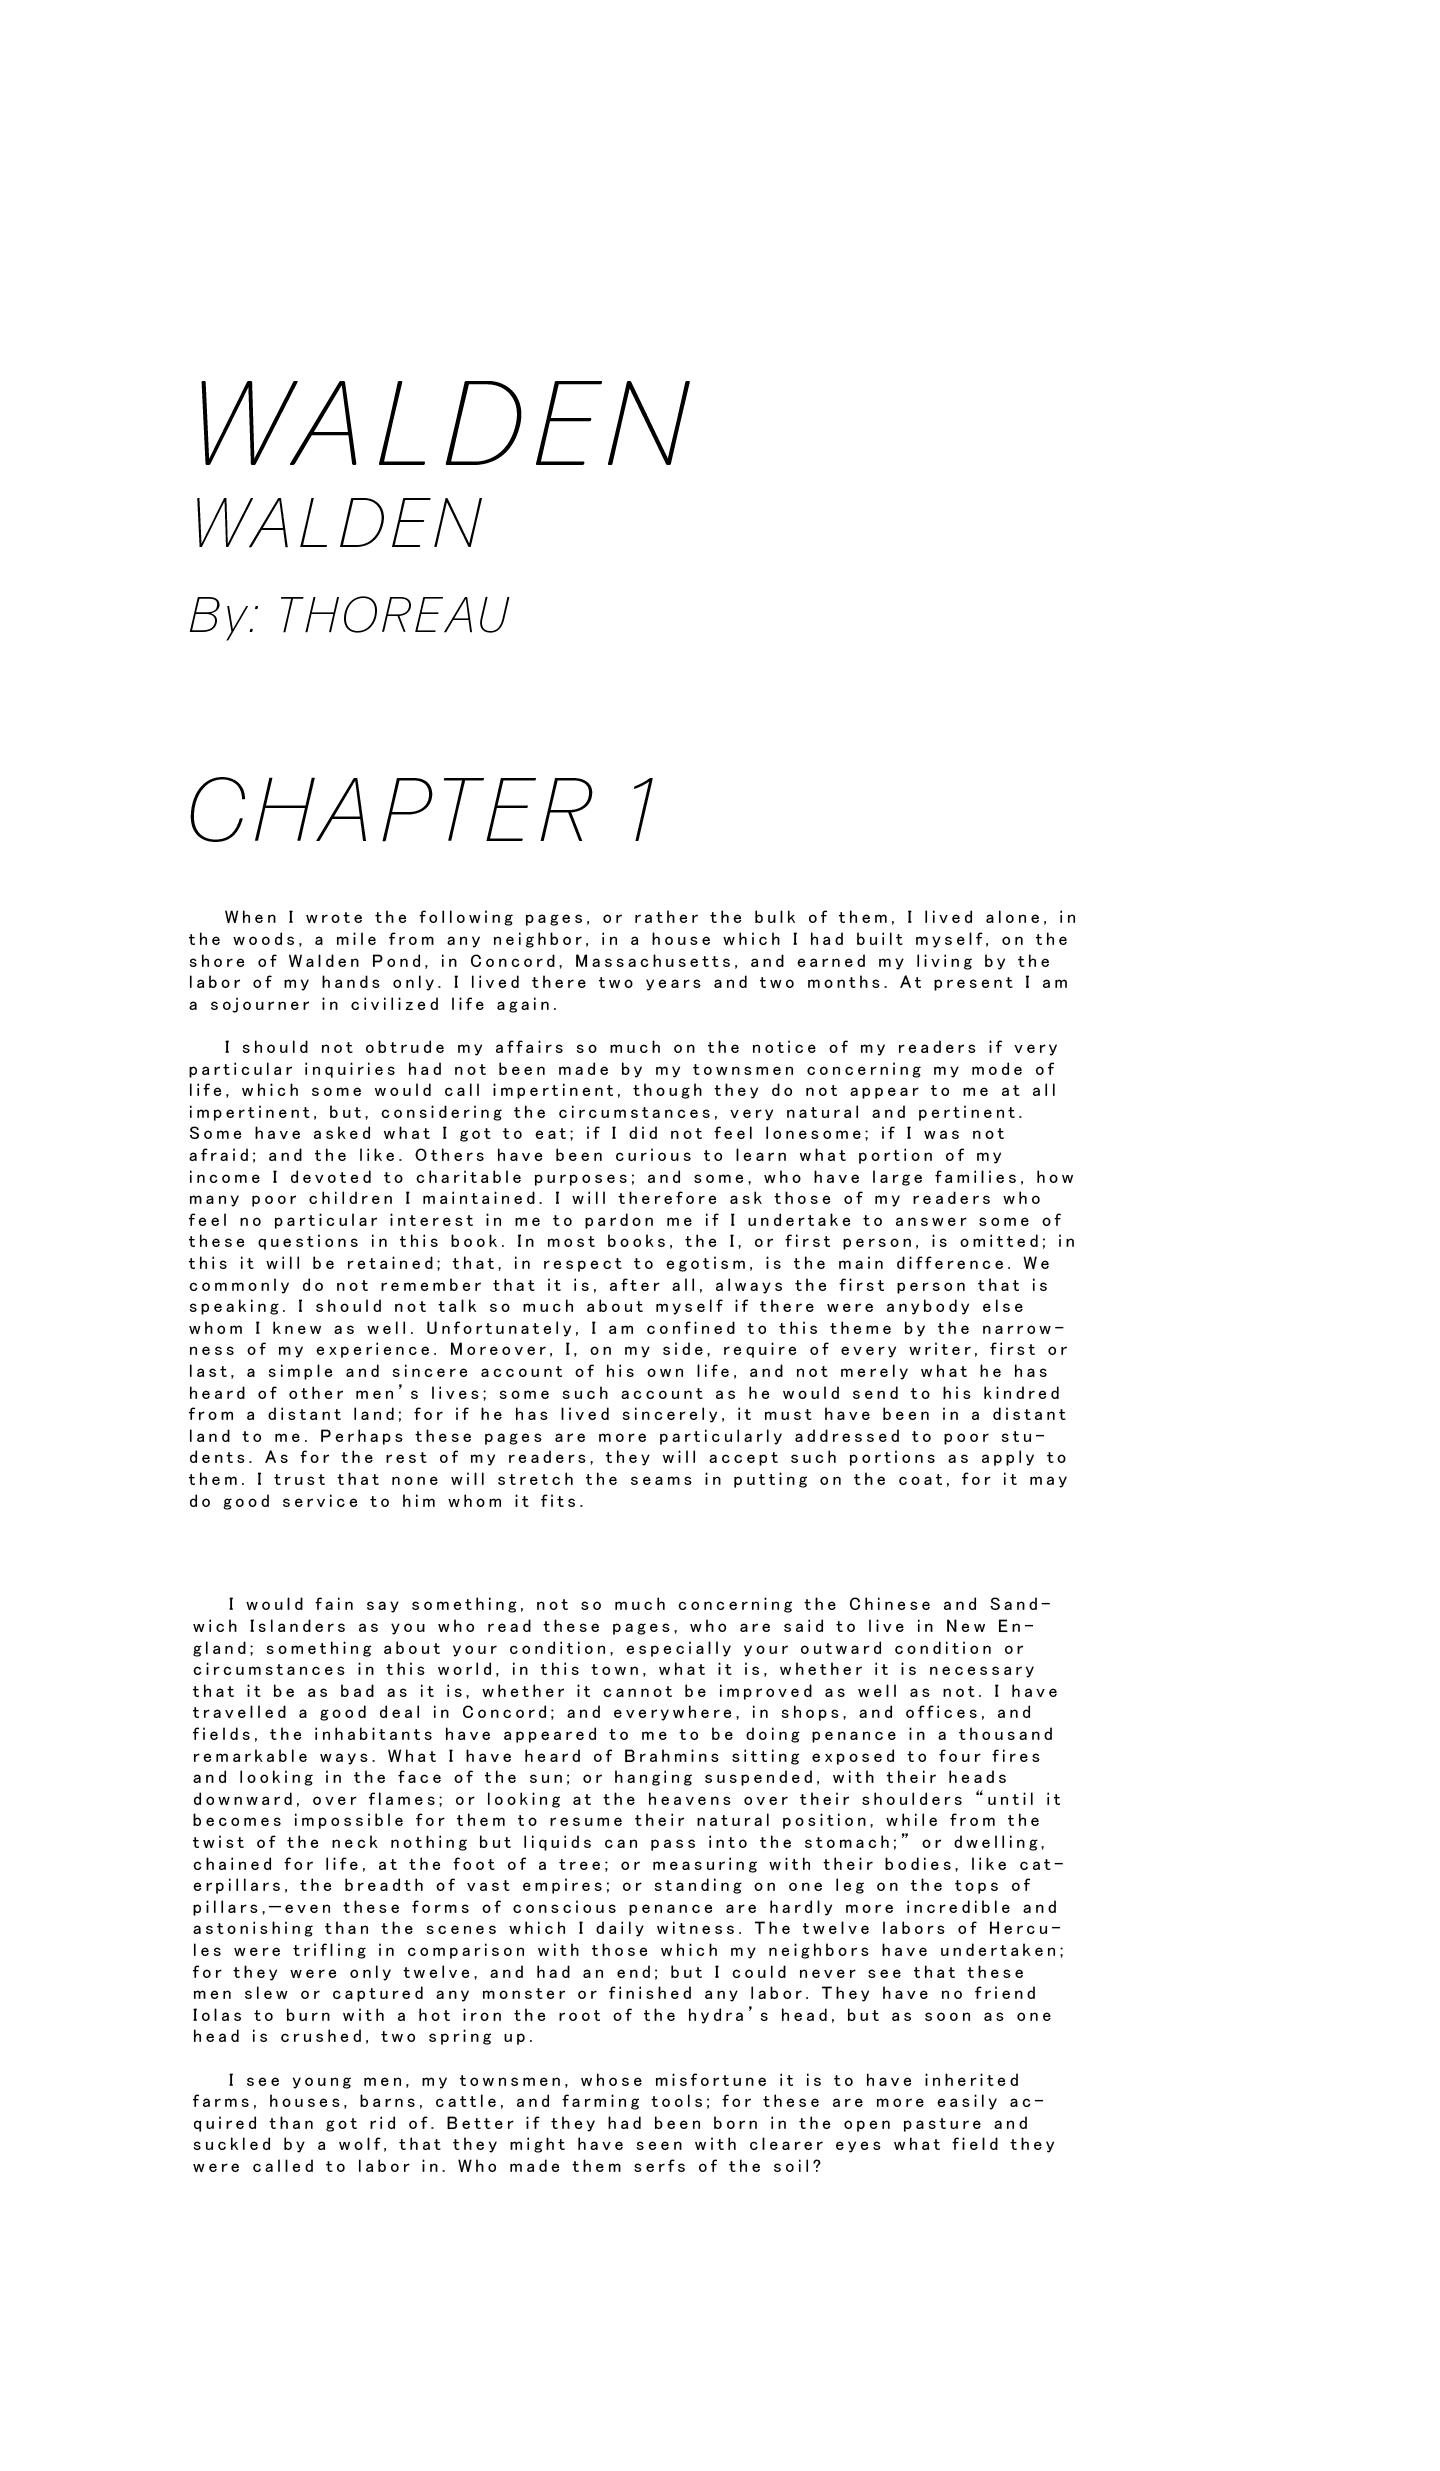 WALDEN
WALDEN
By: THOREAU
CHAPTER 1
When I wrote the following pages, or rather the bulk of them, I lived alone, in
the woods, a mile from any neighbor, in a house which I had built myself, on the
shore of Walden Pond, in Concord, Massachusetts, and earned my living by the
labor of my hands only. I lived there two years and two months. At present I am
a sojourner in civilized life again.
I should not obtrude my affairs so much on the notice of my readers if very
particular inquiries had not been made by my townsmen concerning my mode of
life, which some would call impertinent, though they do not appear to me at all
impertinent, but, considering the circumstances, very natural and pertinent.
Some have asked what I got to eat; if I did not feel lonesome; if I was not
afraid; and the like. Others have been curious to learn what portion of my
income I devoted to charitable purposes; and some, who have large families, how
many poor children I maintained. I will therefore ask those of my readers who
feel no particular interest in me to pardon me if I undertake to answer some of
these questions in this book. In most books, the I, or first person, is omitted; in
this it will be retained; that, in respect to egotism, is the main difference. We
commonly do not remember that it is, after all, always the first person that is
speaking. I should not talk so much about myself if there were anybody else
whom I knew as well. Unfortunately, I am confined to this theme by the narrow-
ness of my experience. Moreover, I, on my side, require of every writer, first or
last, a simple and sincere account of his own life, and not merely what he has
heard of other men’s lives; some such account as he would send to his kindred
from a distant land; for if he has lived sincerely, it must have been in a distant
land to me. Perhaps these pages are more particularly addressed to poor stu-
dents. As for the rest of my readers, they will accept such portions as apply to
them. I trust that none will stretch the seams in putting on the coat, for it may
do good service to him whom it fits.
I would fain say something, not so much concerning the Chinese and Sand-
wich Islanders as you who read these pages, who are said to live in New En-
gland; something about your condition, especially your outward condition or
circumstances in this world, in this town, what it is, whether it is necessary
that it be as bad as it is, whether it cannot be improved as well as not. I have
travelled a good deal in Concord; and everywhere, in shops, and offices, and
fields, the inhabitants have appeared to me to be doing penance in a thousand
remarkable ways. What I have heard of Brahmins sitting exposed to four fires
and looking in the face of the sun; or hanging suspended, with their heads
downward, over flames; or looking at the heavens over their shoulders “until it
becomes impossible for them to resume their natural position, while from the
twist of the neck nothing but liquids can pass into the stomach;” or dwelling,
chained for life, at the foot of a tree; or measuring with their bodies, like cat-
erpillars, the breadth of vast empires; or standing on one leg on the tops of
pillars,—even these forms of conscious penance are hardly more incredible and
astonishing than the scenes which I daily witness. The twelve labors of Hercu-
les were trifling in comparison with those which my neighbors have undertaken;
for they were only twelve, and had an end; but I could never see that these
men slew or captured any monster or finished any labor. They have no friend
Iolas to burn with a hot iron the root of the hydra’s head, but as soon as one
head is crushed, two spring up.
I see young men, my townsmen, whose misfortune it is to have inherited
farms, houses, barns, cattle, and farming tools; for these are more easily ac-
quired than got rid of. Better if they had been born in the open pasture and
suckled by a wolf, that they might have seen with clearer eyes what field they
were called to labor in. Who made them serfs of the soil?